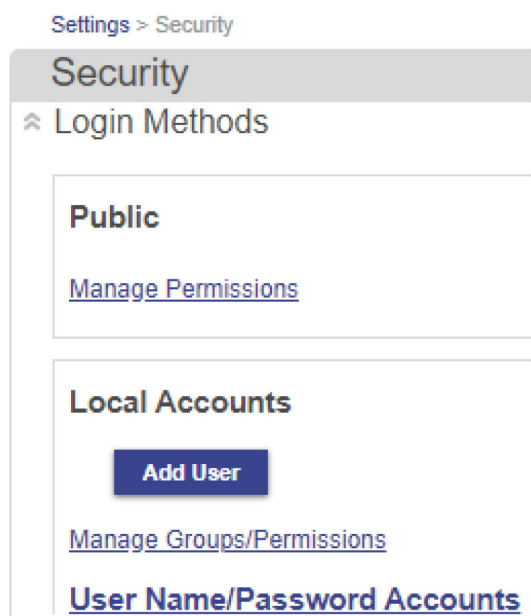 Settings > Security
Security
Login Methods
Public
Manage Permissions
Local Accounts
Add User
Manage Groups/Permissions
User Name/Password Accounts